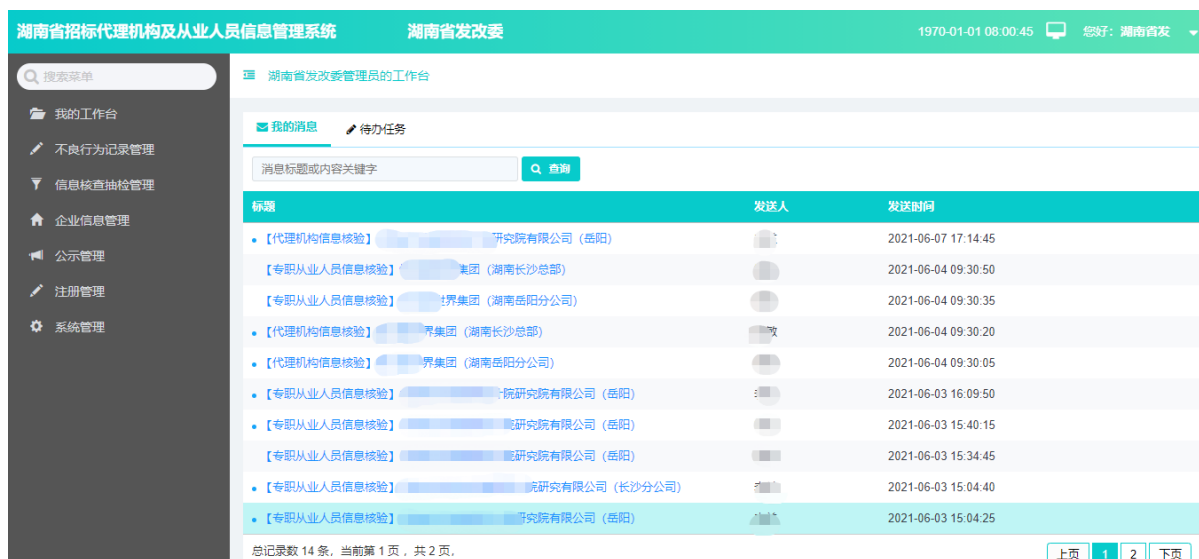 湖南省招标代理机构及从业人员信息管理系统 湖南省发改委 1970-01-01 08:00:45 您好：湖南省发
搜索菜单
湖南省发改委管理员的工作台
我的工作台
不良行为记录管理
信息核查抽检管理
企业信息管理
公示管理
注册管理
系统管理
我的消息 待办任务
消息标题或内容关键字 查询
标题 发送人 发送时间
【代理机构信息核验】 研究院有限公司（岳阳） 2021-06-07 17:14:45
【专职从业人员信息核验】 集团（湖南长沙总部） 2021-06-04 09:30:50
【专职从业人员信息核验】 界集团（湖南岳阳分公司） 2021-06-04 09:30:35
【代理机构信息核验】 界集团（湖南长沙总部） 2021-06-04 09:30:20
【代理机构信息核验】 界集团（湖南岳阳分公司） 2021-06-04 09:30:05
【专职从业人员信息核验】 院研究院有限公司（岳阳） 2021-06-03 16:09:50
【专职从业人员信息核验】 研究院有限公司（岳阳） 2021-06-03 15:40:15
【专职从业人员信息核验】 研究院有限公司（岳阳） 2021-06-03 15:34:45
【专职从业人员信息核验】 研究有限公司（长沙分公司） 2021-06-03 15:04:40
【专职从业人员信息核验】 研究院有限公司（岳阳） 2021-06-03 15:04:25
总记录数 14 条，当前第 1 页 ，共 2 页， 上页 1 2 下页